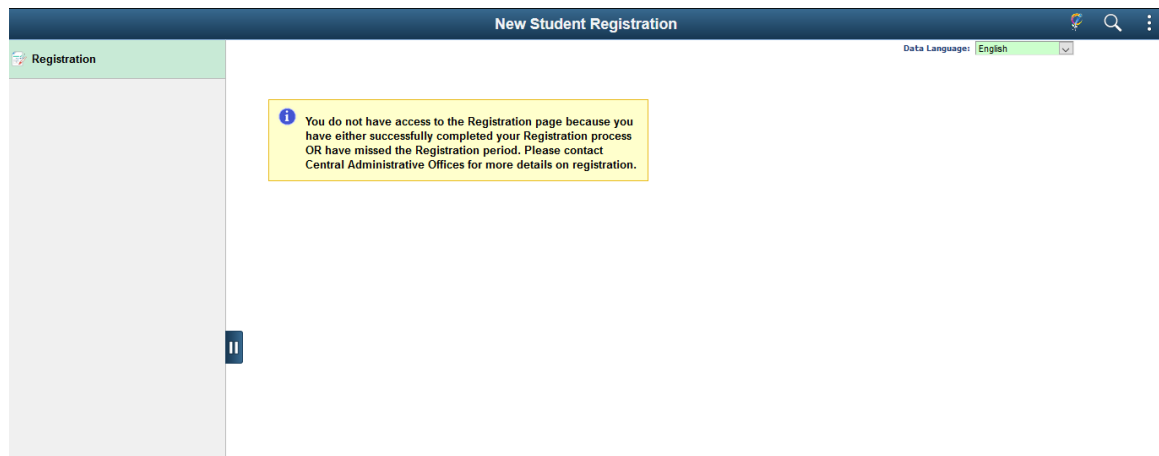 New Student Registration
Registration
Data Language: English
You do not have access to the Registration page because you
have either successfully completed your Registration process
OR have missed the Registration period. Please contact
Central Administrative Offices for more details on registration.